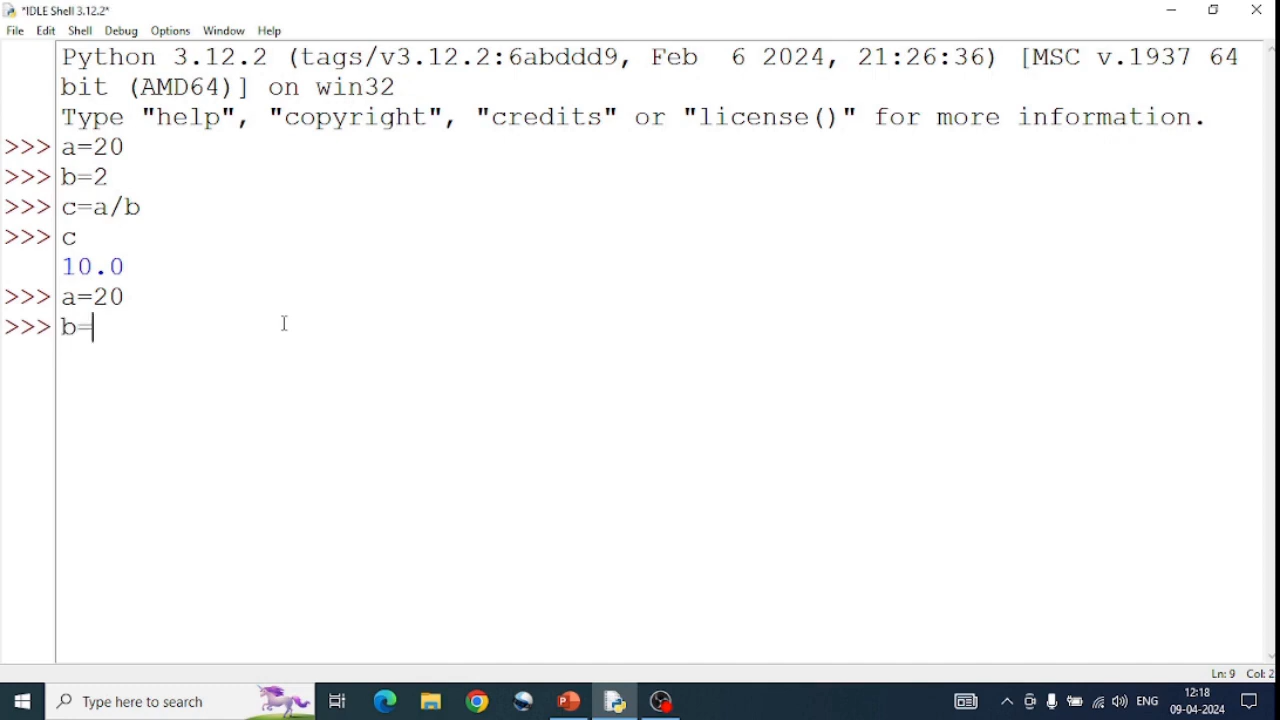 *IDLE Shell 3.12.2*
File Edit Shell Debug Options Window Help
Python 3.12.2 (tags/v3.12.2:6abddd9, Feb  6 2024, 21:26:36) [MSC v.1937 64
bit (AMD64)] on win32
Type "help", "copyright", "credits" or "license()" for more information.
>>> a=20
>>> b=2
>>> c=a/b
>>> c
10.0
>>> a=20
>>> b=
Ln: 9 Col: 2
Type here to search
ENG
12:18
09-04-2024